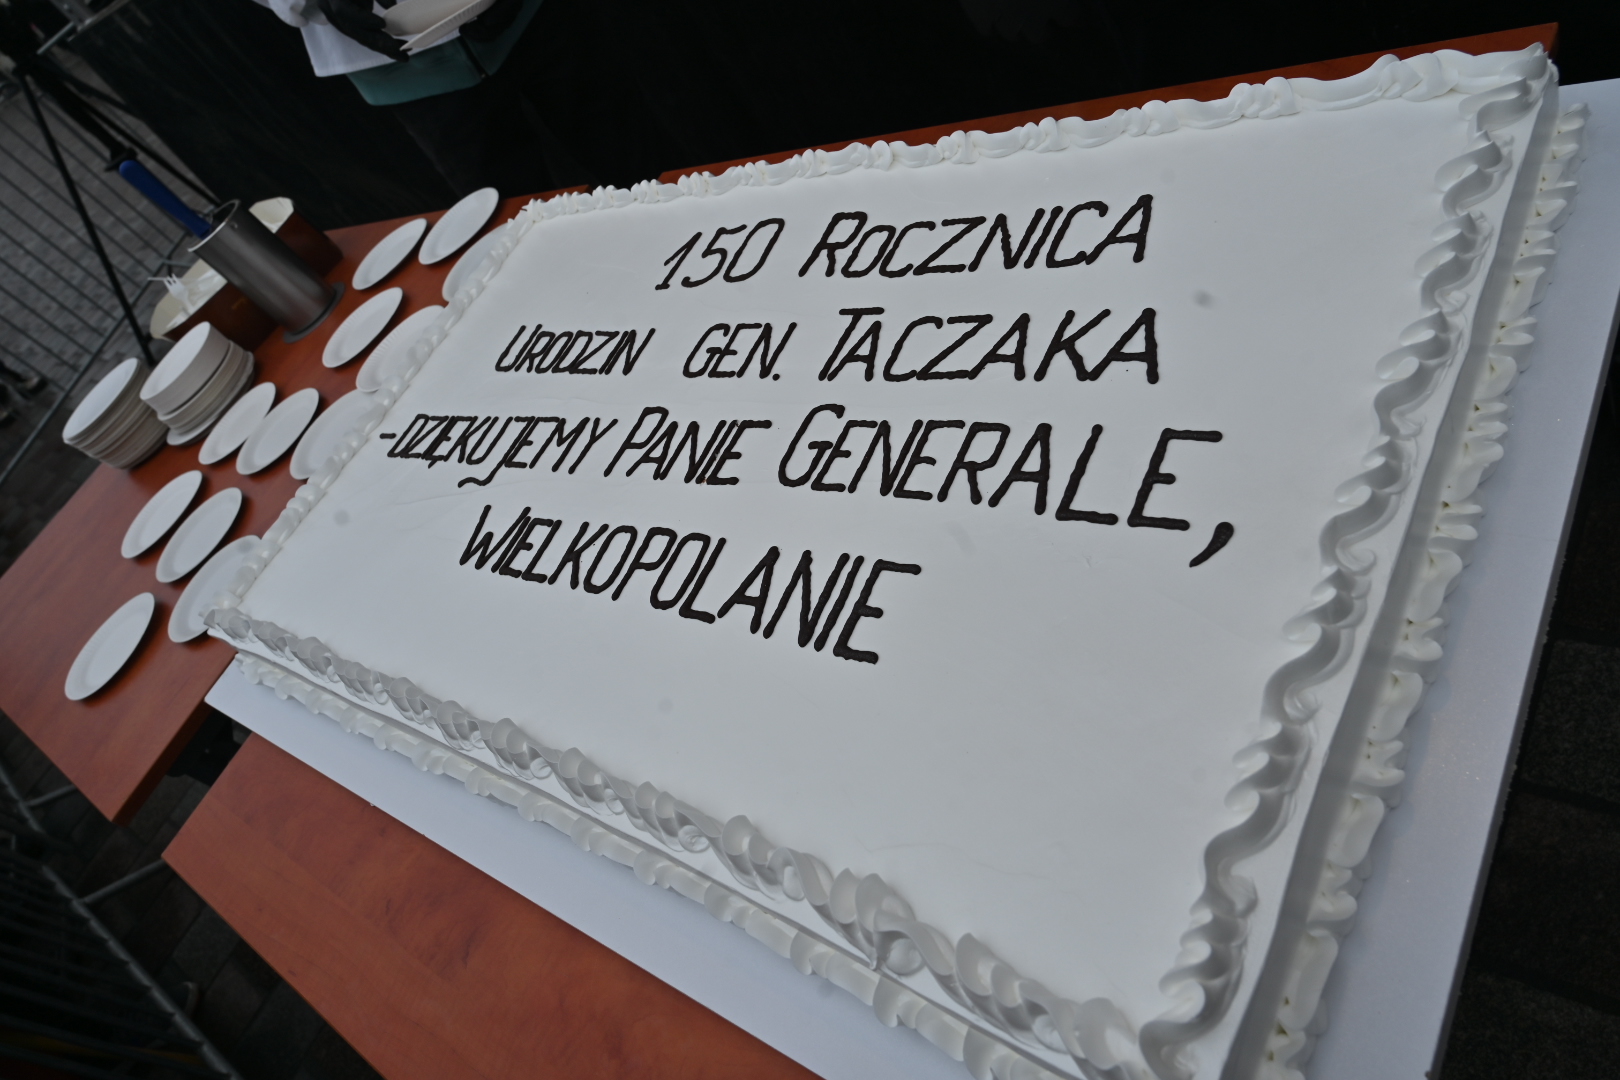 150 ROCZNICA
URODZIN GEN. TACZAKA
-DZIĘKUJEMY PANIE GENERALE,
WIELKOPOLANIE